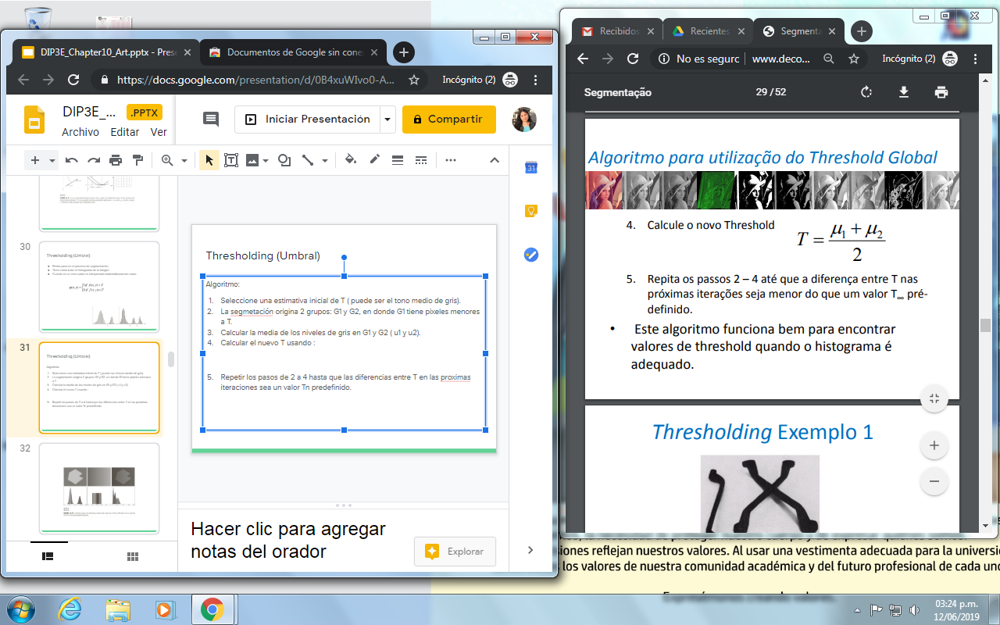 DIP3E_Chapter10_Art.pptx - Pres
Documentos de Google sin cone
https://docs.google.com/presentation/d/0B4xuWIvo0-A...
Incógnito (2)
DIP3E_...
.PPTX
Archivo Editar Ver
Iniciar Presentación
Compartir
31
30
Thresholding (Umbral)
31
Thresholding (Umbral)
32
Thresholding (Umbral)
Algoritmo:
1. Seleccione una estimativa inicial de T ( puede ser el tono medio de gris).
2. La segmetación origina 2 grupos: G1 y G2, en donde G1 tiene pixeles menores
a T.
3. Calcular la media de los niveles de gris en G1 y G2 ( u1 y u2).
4. Calcular el nuevo T usando :
5. Repetir los pasos de 2 a 4 hasta que las diferencias entre T en las proximas
iteraciones sea un valor Tn predefinido.
Hacer clic para agregar
notas del orador
Explorar
Recibidos
Recientes
Segmenta
No es seguro
www.deco...
Incógnito (2)
Segmentação
29 / 52
Algoritmo para utilização do Threshold Global
4. Calcule o novo Threshold
T = μ1 + μ2 / 2
5. Repita os passos 2 – 4 até que a diferença entre T nas
próximas iterações seja menor do que um valor T∞ pré-
definido.
• Este algoritmo funciona bem para encontrar
valores de threshold quando o histograma é
adequado.
Thresholding Exemplo 1
siones reflejan nuestros valores. Al usar una vestimenta adecuada para la universi
los valores de nuestra comunidad académica y del futuro profesional de cada uno
03:24 p.m.
12/06/2019